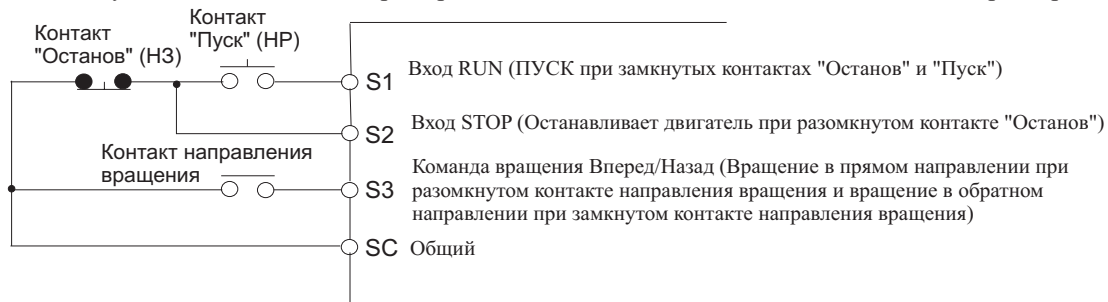 Контакт
"Пуск" (НР)
Контакт
"Останов" (НЗ)
S1 Вход RUN (ПУСК при замкнутых контактах "Останов" и "Пуск")
S2 Вход STOP (Останавливает двигатель при разомкнутом контакте "Останов")
Контакт направления
вращения
S3 Команда вращения Вперед/Назад (Вращение в прямом направлении при
разомкнутом контакте направления вращения и вращение в обратном
направлении при замкнутом контакте направления вращения)
SC Общий